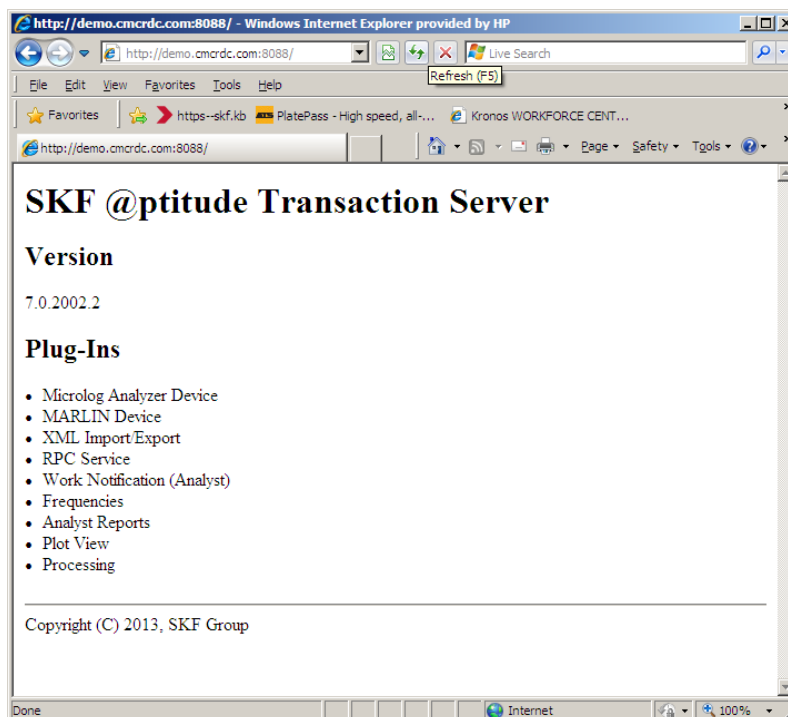 http://demo.cmcrdc.com:8088/ - Windows Internet Explorer provided by HP
http://demo.cmcrdc.com:8088/
Live Search
Refresh (F5)
File Edit View Favorites Tools Help
Favorites https--skf.kb PlatePass - High speed, all-... Kronos WORKFORCE CENT...
http://demo.cmcrdc.com:8088/ Page Safety Tools
SKF @ptitude Transaction Server
Version
7.0.2002.2
Plug-Ins
• Microlog Analyzer Device
• MARLIN Device
• XML Import/Export
• RPC Service
• Work Notification (Analyst)
• Frequencies
• Analyst Reports
• Plot View
• Processing
Copyright (C) 2013, SKF Group
Done Internet 100%